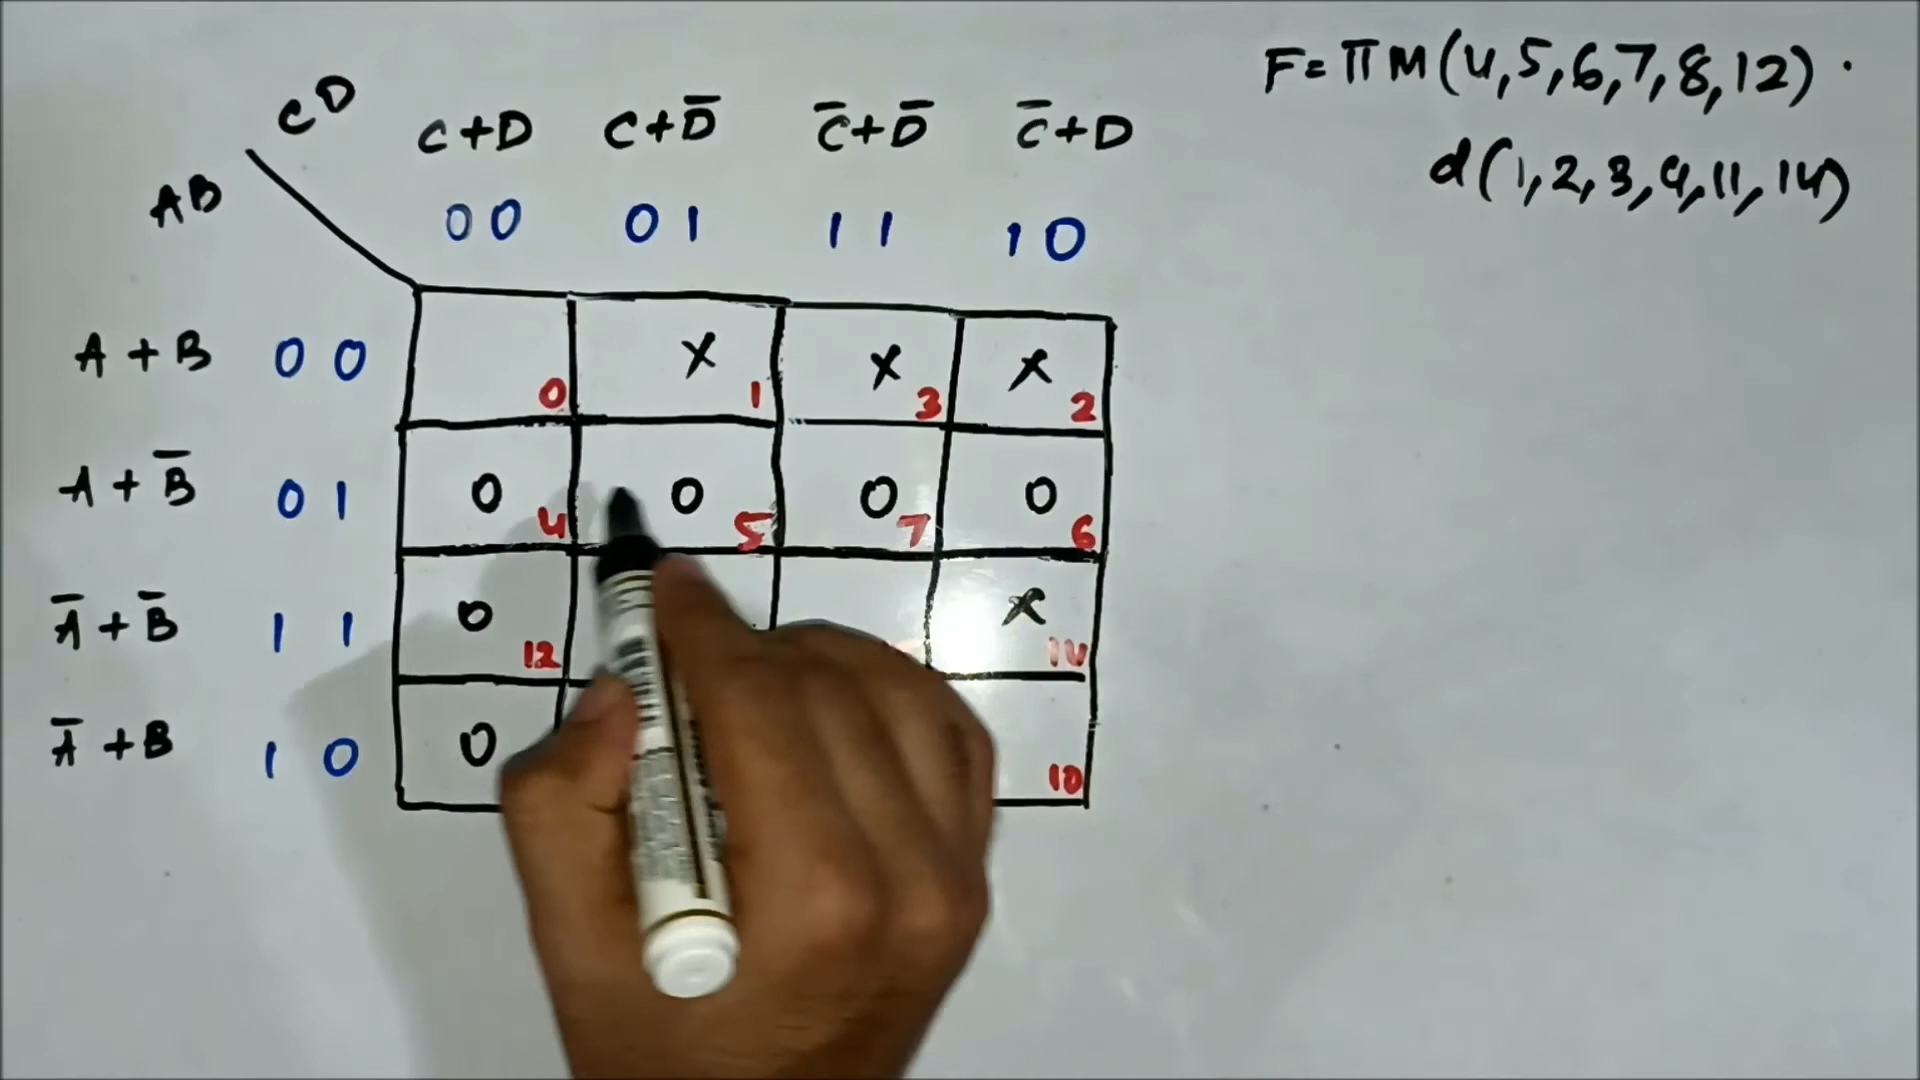 F = π M (4, 5, 6, 7, 8, 12) .
d (1, 2, 3, 9, 11, 14)
CD
AB
C+D C+D̅ C̅+D̅ C̅+D
00 01 11 10
A+B 00 X X X
0 1 3 2
A+B̅ 01 0 0 0 0
4 5 7 6
A̅+B̅ 11 0 X
12 14
A̅+B 10 0
10